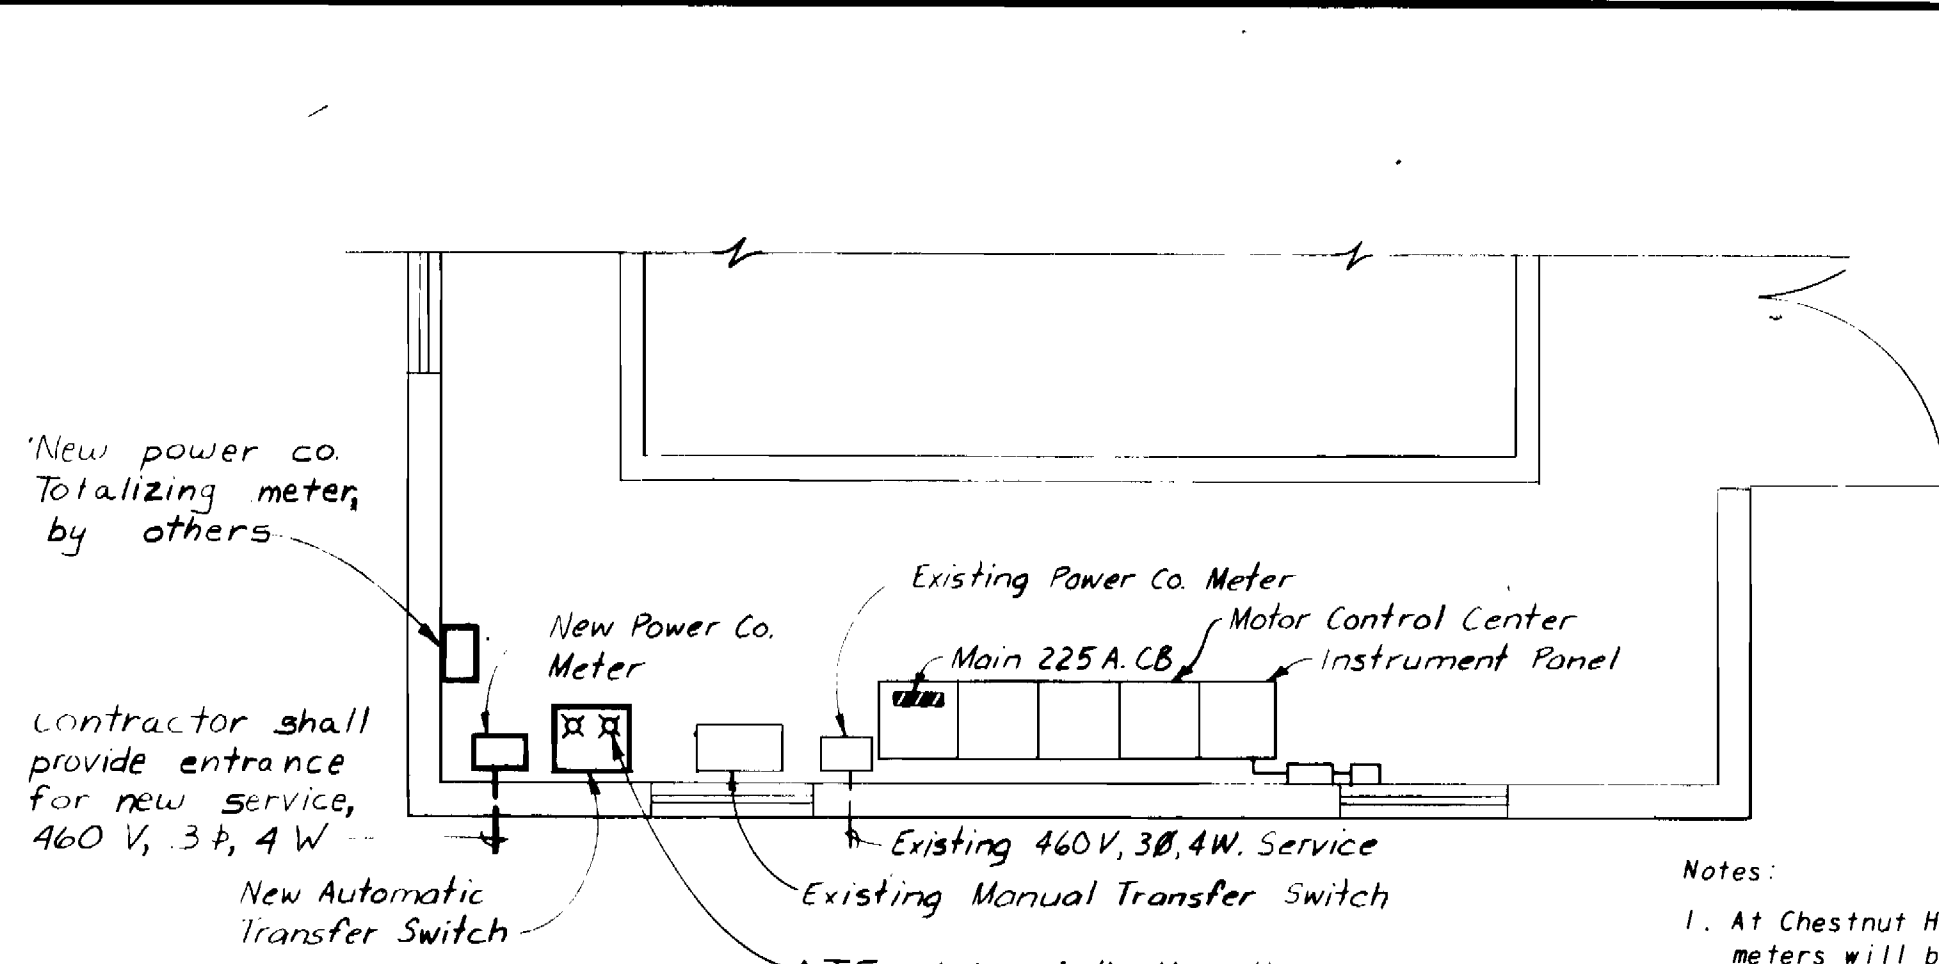 New power co.
Totalizing meter,
by others
New Power Co.
Meter
Existing Power Co. Meter
Motor Control Center
Main 225 A. CB
Instrument Panel
contractor shall
provide entrance
for new service,
460 V, 3 ϕ, 4 W
Existing 460V, 3Ø, 4W. Service
New Automatic
Transfer Switch
Existing Manual Transfer Switch
Notes:
1. At Chestnut H
meters will b